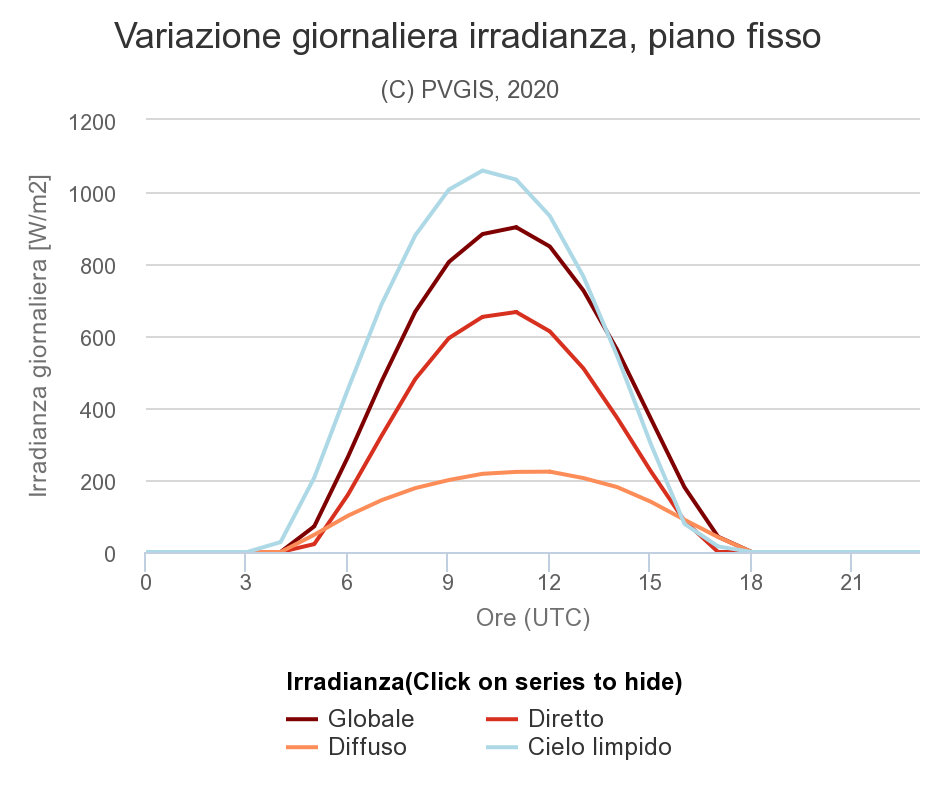 Variazione giornaliera irradianza, piano fisso
(C) PVGIS, 2020
Irradianza giornaliera [W/m2]
1200
1000
800
600
400
200
0
0 3 6 9 12 15 18 21
Ore (UTC)
Irradianza(Click on series to hide)
Globale Diretto
Diffuso Cielo limpido